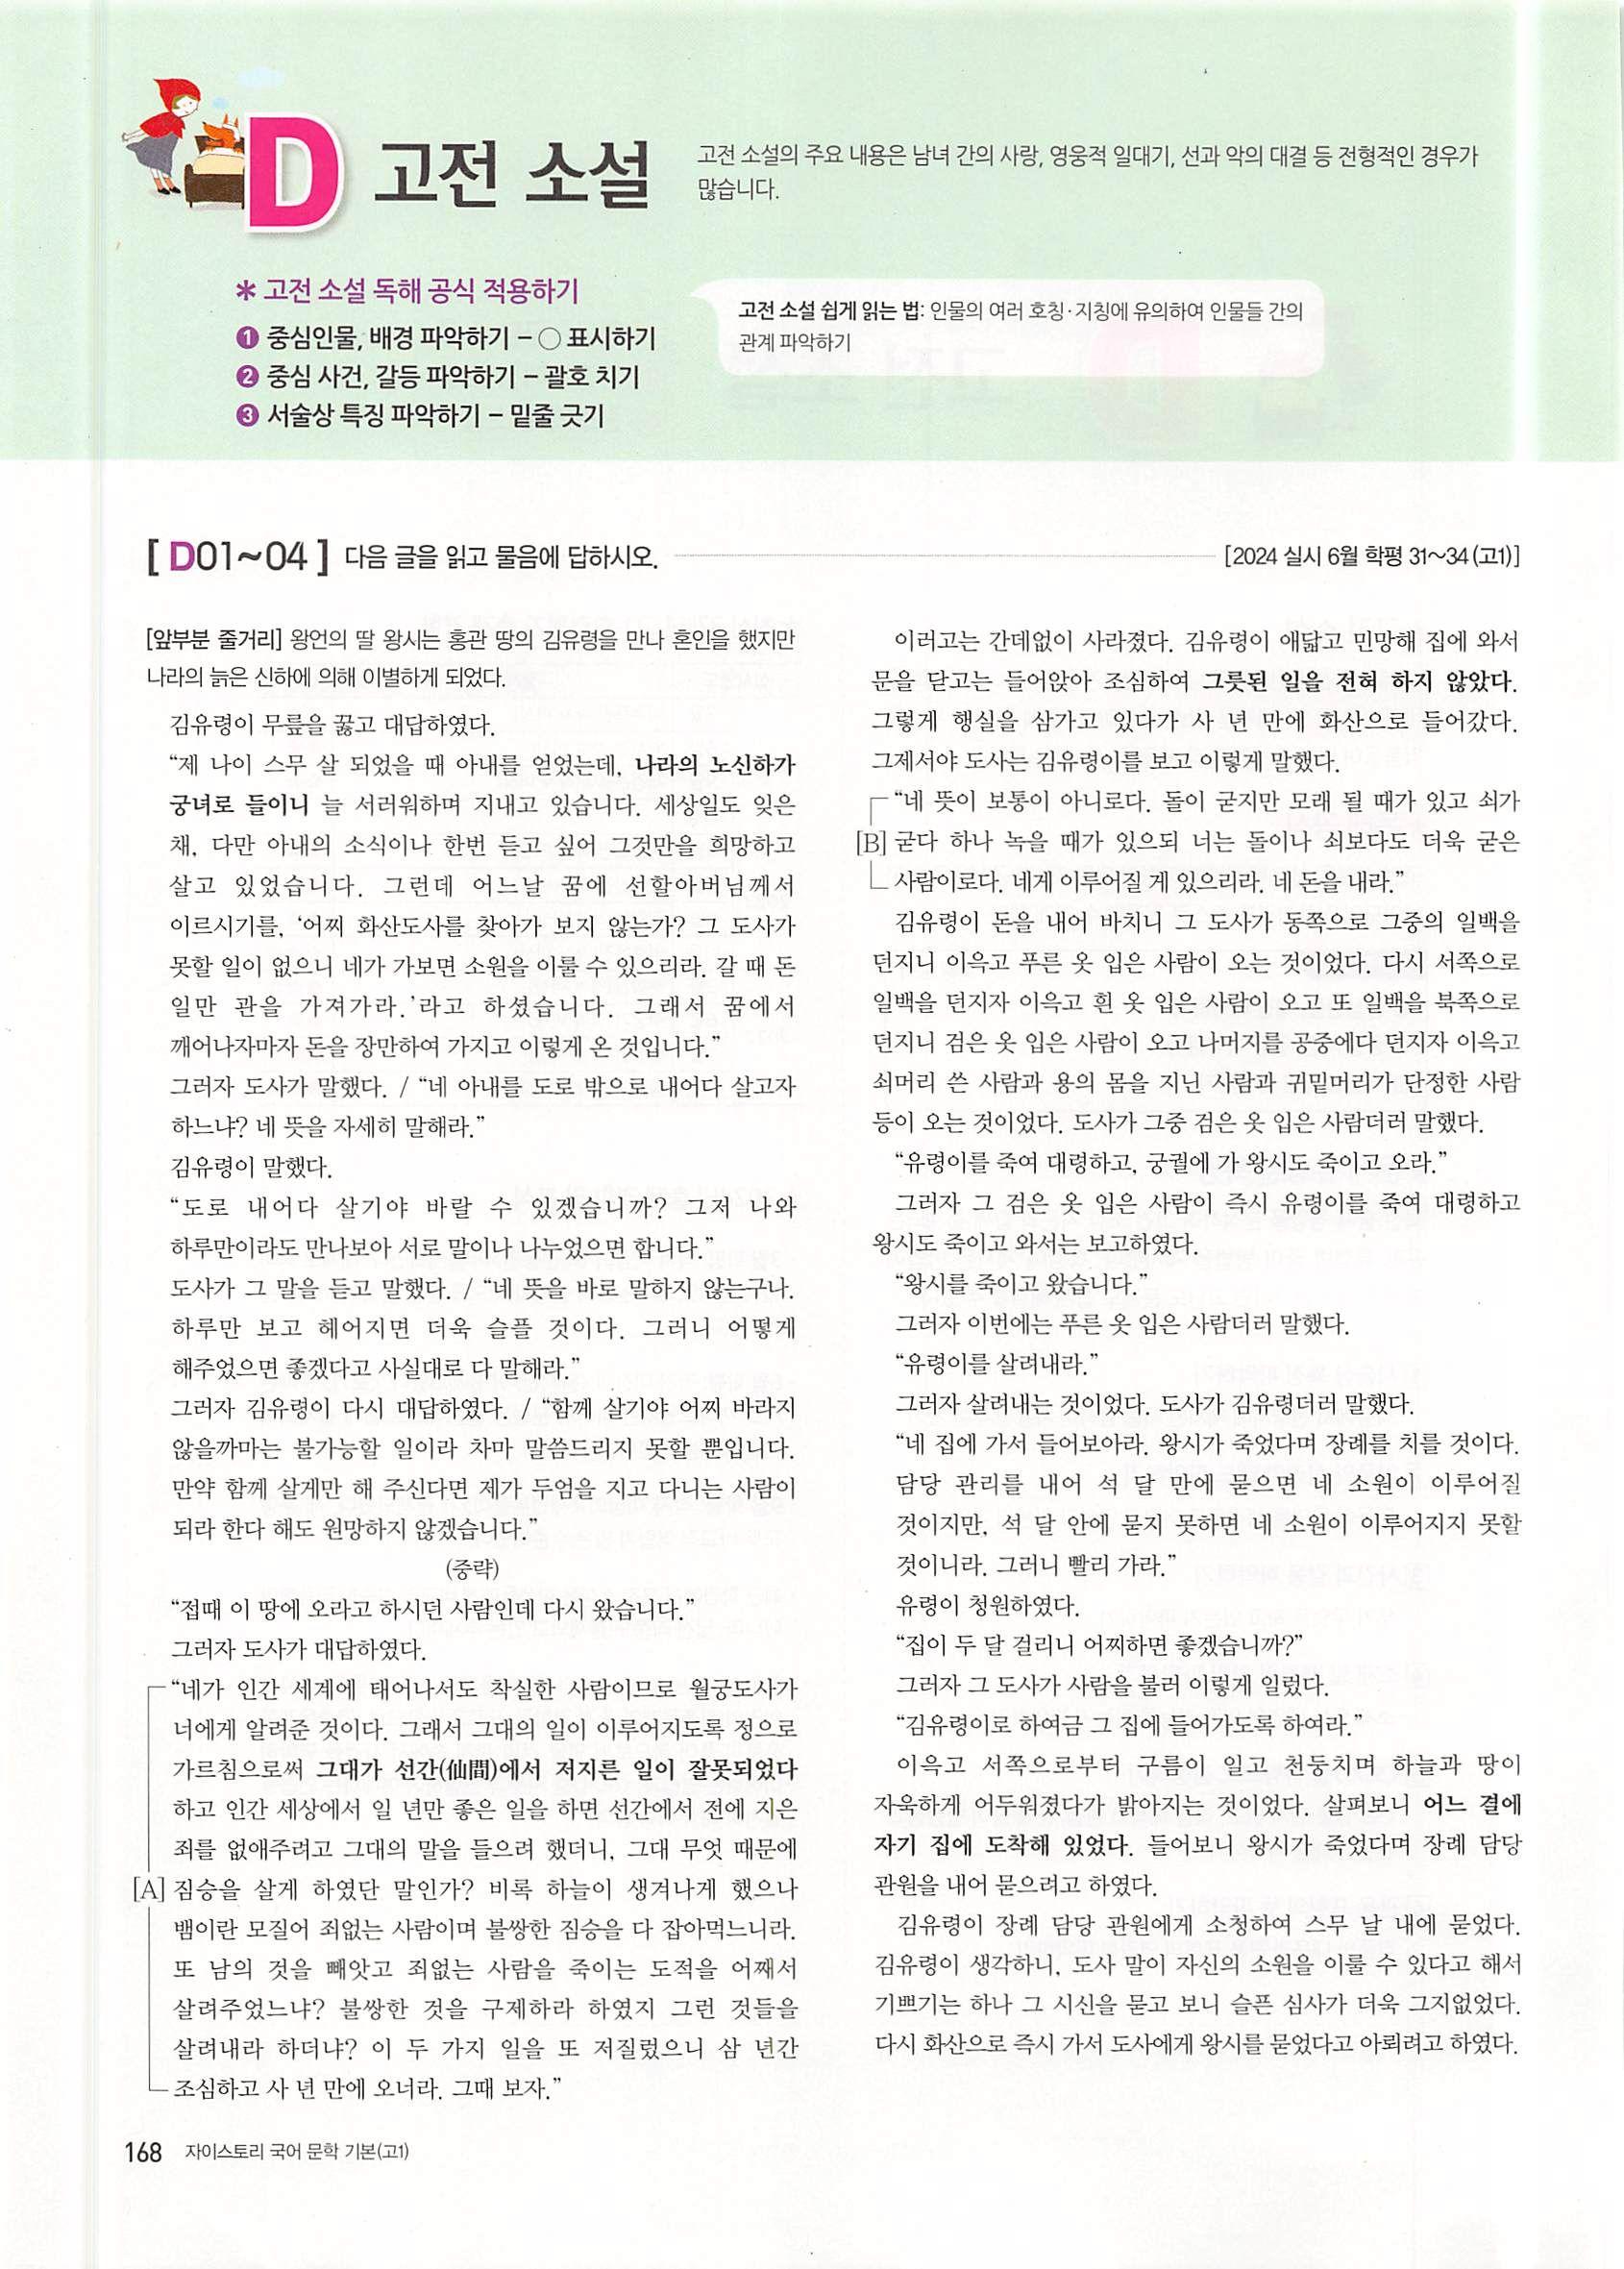 D 고전 소설
고전 소설의 주요 내용은 남녀 간의 사랑, 영웅적 일대기, 선과 악의 대결 등 전형적인 경우가
많습니다.
* 고전 소설 독해 공식 적용하기
❶ 중심인물, 배경 파악하기 – ○ 표시하기
❷ 중심 사건, 갈등 파악하기 – 괄호 치기
❸ 서술상 특징 파악하기 – 밑줄 긋기
고전 소설 쉽게 읽는 법: 인물의 여러 호칭·지칭에 유의하여 인물들 간의
관계 파악하기
[ D01~04 ] 다음 글을 읽고 물음에 답하시오.
[2024 실시 6월 학평 31~34(고1)]
[앞부분 줄거리] 왕언의 딸 왕시는 홍관 땅의 김유령을 만나 혼인을 했지만
나라의 늙은 신하에 의해 이별하게 되었다.
김유령이 무릎을 꿇고 대답하였다.
“제 나이 스무 살 되었을 때 아내를 얻었는데, 나라의 노신하가
궁녀로 들이니 늘 서러워하며 지내고 있습니다. 세상일도 잊은
채, 다만 아내의 소식이나 한번 듣고 싶어 그것만을 희망하고
살고 있었습니다. 그런데 어느날 꿈에 선할아버님께서
이르시기를, ‘어찌 화산도사를 찾아가 보지 않는가? 그 도사가
못할 일이 없으니 네가 가보면 소원을 이룰 수 있으리라. 갈 때 돈
일만 관을 가져가라.’라고 하셨습니다. 그래서 꿈에서
깨어나자마자 돈을 장만하여 가지고 이렇게 온 것입니다.”
그러자 도사가 말했다. / “네 아내를 도로 밖으로 내어다 살고자
하느냐? 네 뜻을 자세히 말해라.”
김유령이 말했다.
“도로 내어다 살기야 바랄 수 있겠습니까? 그저 나와
하루만이라도 만나보아 서로 말이나 나누었으면 합니다.”
도사가 그 말을 듣고 말했다. / “네 뜻을 바로 말하지 않는구나.
하루만 보고 헤어지면 더욱 슬플 것이다. 그러니 어떻게
해주었으면 좋겠다고 사실대로 다 말해라.”
그러자 김유령이 다시 대답하였다. / “함께 살기야 어찌 바라지
않을까마는 불가능할 일이라 차마 말씀드리지 못할 뿐입니다.
만약 함께 살게만 해 주신다면 제가 두엄을 지고 다니는 사람이
되라 한다 해도 원망하지 않겠습니다.”
(중략)
“접때 이 땅에 오라고 하시던 사람인데 다시 왔습니다.”
그러자 도사가 대답하였다.
“네가 인간 세계에 태어나서도 착실한 사람이므로 월궁도사가
너에게 알려준 것이다. 그래서 그대의 일이 이루어지도록 정으로
가르침으로써 그대가 선간(仙間)에서 저지른 일이 잘못되었다
하고 인간 세상에서 일 년만 좋은 일을 하면 선간에서 전에 지은
죄를 없애주려고 그대의 말을 들으려 했더니, 그대 무엇 때문에
[A] 짐승을 살게 하였단 말인가? 비록 하늘이 생겨나게 했으나
뱀이란 모질어 죄없는 사람이며 불쌍한 짐승을 다 잡아먹느니라.
또 남의 것을 빼앗고 죄없는 사람을 죽이는 도적을 어째서
살려주었느냐? 불쌍한 것을 구제하라 하였지 그런 것들을
살려내라 하더냐? 이 두 가지 일을 또 저질렀으니 삼 년간
조심하고 사 년 만에 오너라. 그때 보자.”
이러고는 간데없이 사라졌다. 김유령이 애닯고 민망해 집에 와서
문을 닫고는 들어앉아 조심하여 그릇된 일을 전혀 하지 않았다.
그렇게 행실을 삼가고 있다가 사 년 만에 화산으로 들어갔다.
그제서야 도사는 김유령이를 보고 이렇게 말했다.
“네 뜻이 보통이 아니로다. 돌이 굳지만 모래 될 때가 있고 쇠가
[B] 굳다 하나 녹을 때가 있으되 너는 돌이나 쇠보다도 더욱 굳은
사람이로다. 네게 이루어질 게 있으리라. 네 돈을 내라.”
김유령이 돈을 내어 바치니 그 도사가 동쪽으로 그중의 일백을
던지니 이윽고 푸른 옷 입은 사람이 오는 것이었다. 다시 서쪽으로
일백을 던지자 이윽고 흰 옷 입은 사람이 오고 또 일백을 북쪽으로
던지니 검은 옷 입은 사람이 오고 나머지를 공중에다 던지자 이윽고
쇠머리 쓴 사람과 용의 몸을 지닌 사람과 귀밑머리가 단정한 사람
등이 오는 것이었다. 도사가 그중 검은 옷 입은 사람더러 말했다.
“유령이를 죽여 대령하고, 궁궐에 가 왕시도 죽이고 오라.”
그러자 그 검은 옷 입은 사람이 즉시 유령이를 죽여 대령하고
왕시도 죽이고 와서는 보고하였다.
“왕시를 죽이고 왔습니다.”
그러자 이번에는 푸른 옷 입은 사람더러 말했다.
“유령이를 살려내라.”
그러자 살려내는 것이었다. 도사가 김유령더러 말했다.
“네 집에 가서 들어보아라. 왕시가 죽었다며 장례를 치를 것이다.
담당 관리를 내어 석 달 만에 묻으면 네 소원이 이루어질
것이지만, 석 달 안에 묻지 못하면 네 소원이 이루어지지 못할
것이니라. 그러니 빨리 가라.”
유령이 청원하였다.
“집이 두 달 걸리니 어찌하면 좋겠습니까?”
그러자 그 도사가 사람을 불러 이렇게 일렀다.
“김유령이로 하여금 그 집에 들어가도록 하여라.”
이윽고 서쪽으로부터 구름이 일고 천둥치며 하늘과 땅이
자욱하게 어두워졌다가 밝아지는 것이었다. 살펴보니 어느 결에
자기 집에 도착해 있었다. 들어보니 왕시가 죽었다며 장례 담당
관원을 내어 묻으려고 하였다.
김유령이 장례 담당 관원에게 소청하여 스무 날 내에 묻었다.
김유령이 생각하니, 도사 말이 자신의 소원을 이룰 수 있다고 해서
기쁘기는 하나 그 시신을 묻고 보니 슬픈 심사가 더욱 그지없었다.
다시 화산으로 즉시 가서 도사에게 왕시를 묻었다고 아뢰려고 하였다.
168 자이스토리 국어 문학 기본(고1)